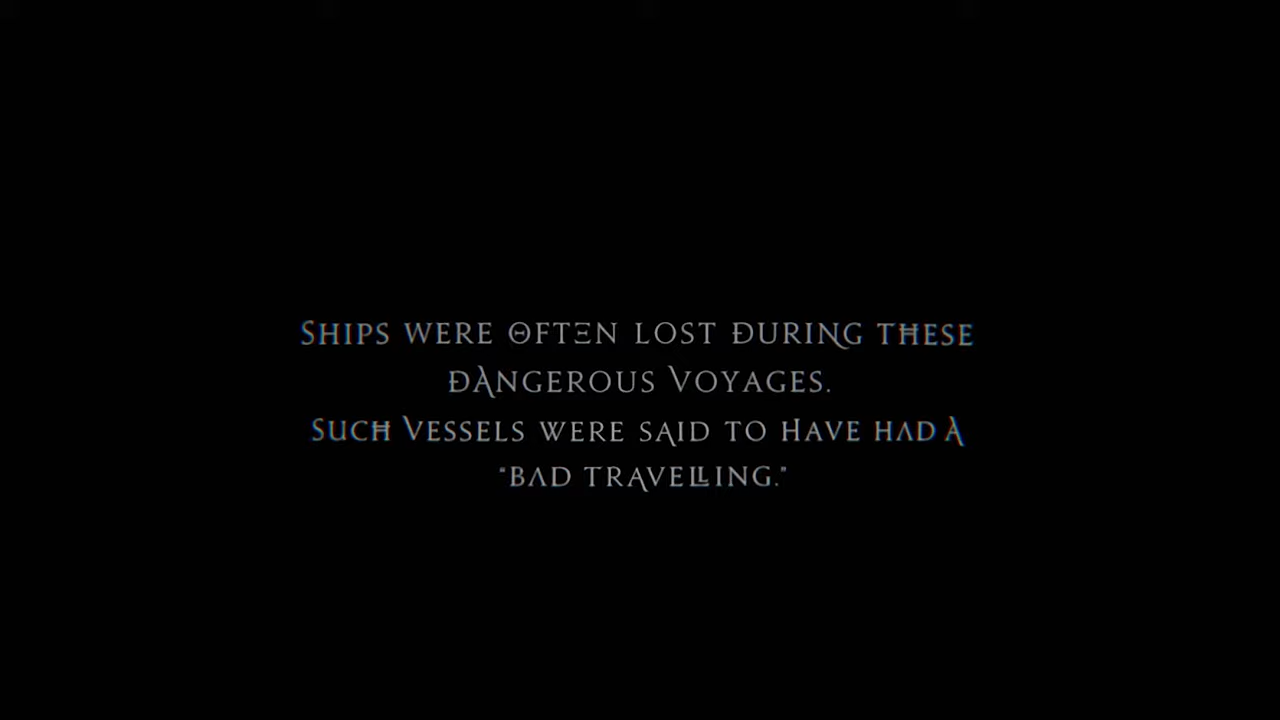 Ships were often lost during these
dangerous Voyages.
Such Vessels were said to Have had a
“Bad Travelling.”